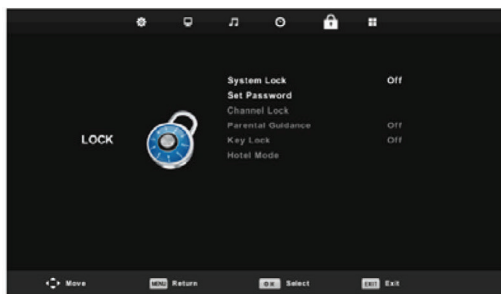 System Lock Off
Set Password
Channel Lock
Parental Guidance Off
Key Lock Off
Hotel Mode
LOCK
Move MENU Return OK Select EXIT Exit